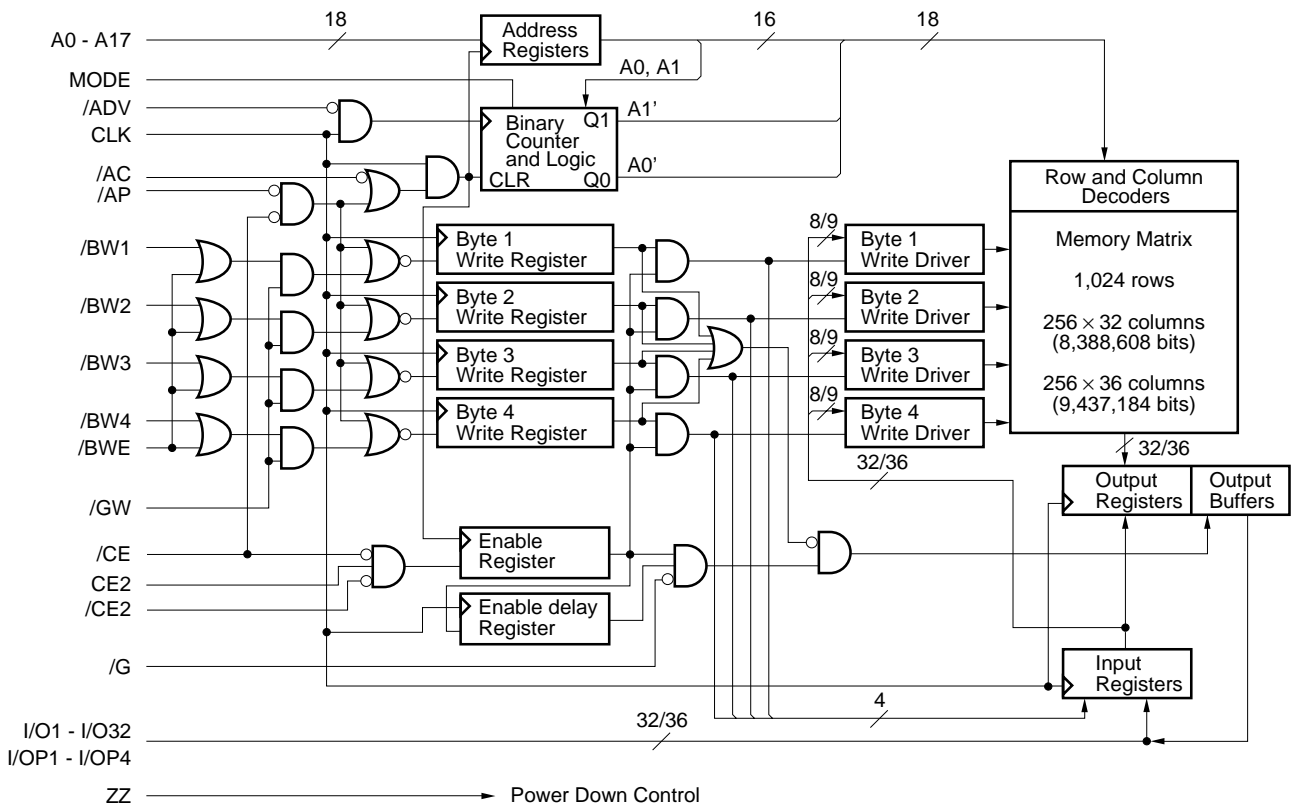 A0 - A17
18
Address
Registers
16
18
MODE
A0, A1
/ADV
CLK
Binary
Counter
and Logic
CLR
Q1
Q0
A1’
A0’
/AC
/AP
Row and Column
Decoders
/BW1
Byte 1
Write Register
8/9
Byte 1
Write Driver
Memory Matrix
1,024 rows
256 × 32 columns
(8,388,608 bits)
256 × 36 columns
(9,437,184 bits)
/BW2
Byte 2
Write Register
8/9
Byte 2
Write Driver
/BW3
Byte 3
Write Register
8/9
Byte 3
Write Driver
/BW4
/BWE
Byte 4
Write Register
8/9
Byte 4
Write Driver
32/36
32/36
/GW
Output
Registers
Output
Buffers
/CE
CE2
/CE2
Enable
Register
Enable delay
Register
/G
Input
Registers
4
I/O1 - I/O32
I/OP1 - I/OP4
32/36
ZZ
Power Down Control